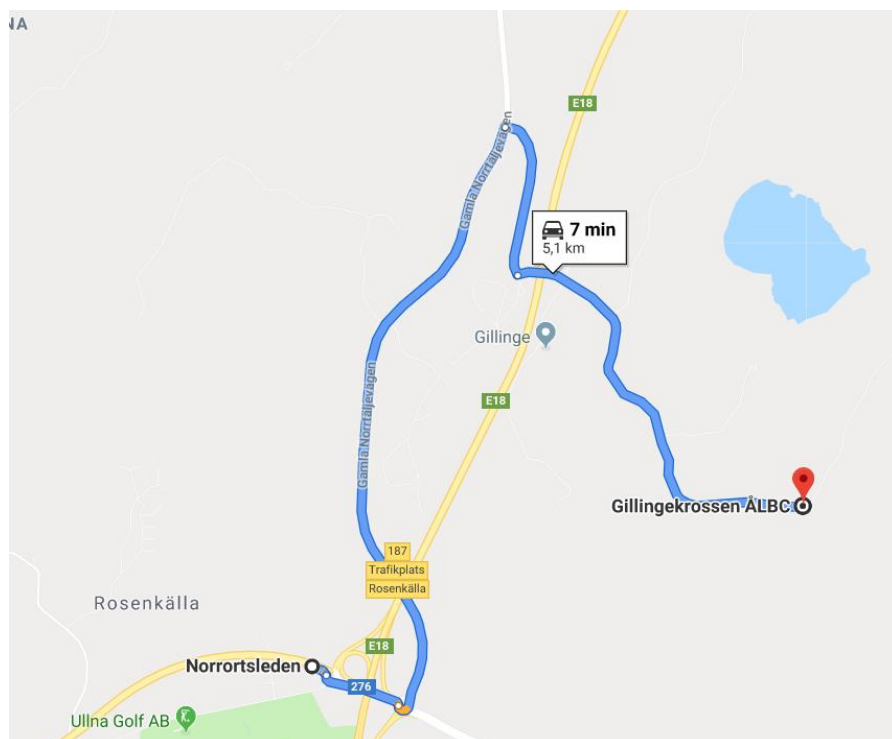 NA
E18
Gamla Norrtäljevägen
7 min
5,1 km
Gillinge
E18
Gamla Norrtäljevägen
Gillingekrossen ÅLBC
187
Trafikplats
Rosenkälla
Rosenkälla
E18
Norrortsleden
276
Ullna Golf AB